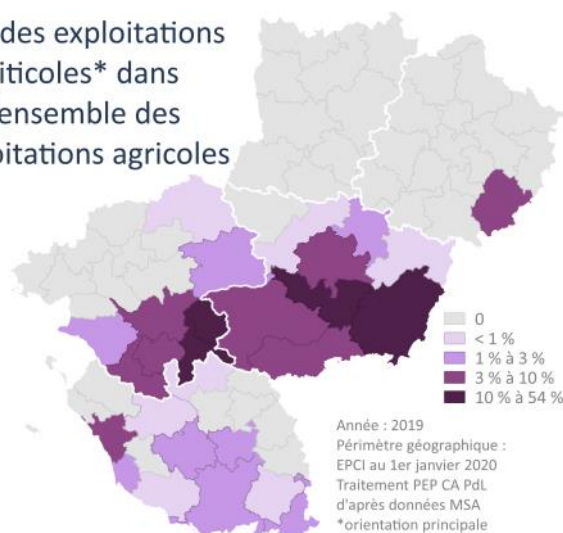 des exploitations
iticoles* dans
ensemble des
oitations agricoles
0
< 1 %
1 % à 3 %
3 % à 10 %
10 % à 54 %
Année : 2019
Périmètre géographique :
EPCI au 1er janvier 2020
Traitement PEP CA PdL
d'après données MSA
*orientation principale